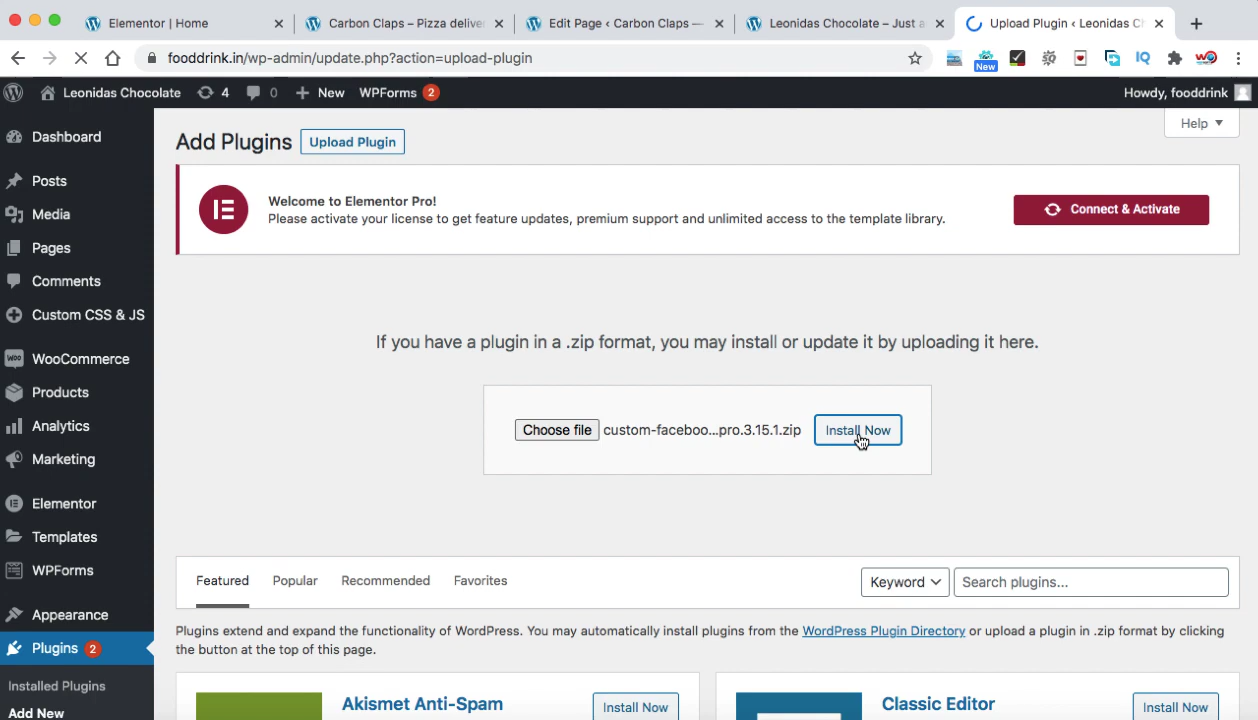 Elementor | Home
Carbon Claps – Pizza deliver
Edit Page ‹ Carbon Claps —
Leonidas Chocolate – Just a
Upload Plugin ‹ Leonidas Ch
fooddrink.in/wp-admin/update.php?action=upload-plugin
New
IQ
Leonidas Chocolate
4
0
New
WPForms 2
Howdy, fooddrink
Help
Dashboard
Posts
Media
Pages
Comments
Custom CSS & JS
WooCommerce
Products
Analytics
Marketing
Elementor
Templates
WPForms
Appearance
Plugins 2
Installed Plugins
Add New
Add Plugins
Upload Plugin
Welcome to Elementor Pro!
Please activate your license to get feature updates, premium support and unlimited access to the template library.
Connect & Activate
If you have a plugin in a .zip format, you may install or update it by uploading it here.
Choose file custom-faceboo...pro.3.15.1.zip
Install Now
Featured Popular Recommended Favorites
Keyword
Search plugins...
Plugins extend and expand the functionality of WordPress. You may automatically install plugins from the WordPress Plugin Directory or upload a plugin in .zip format by clicking
the button at the top of this page.
Akismet Anti-Spam
Install Now
Classic Editor
Install Now